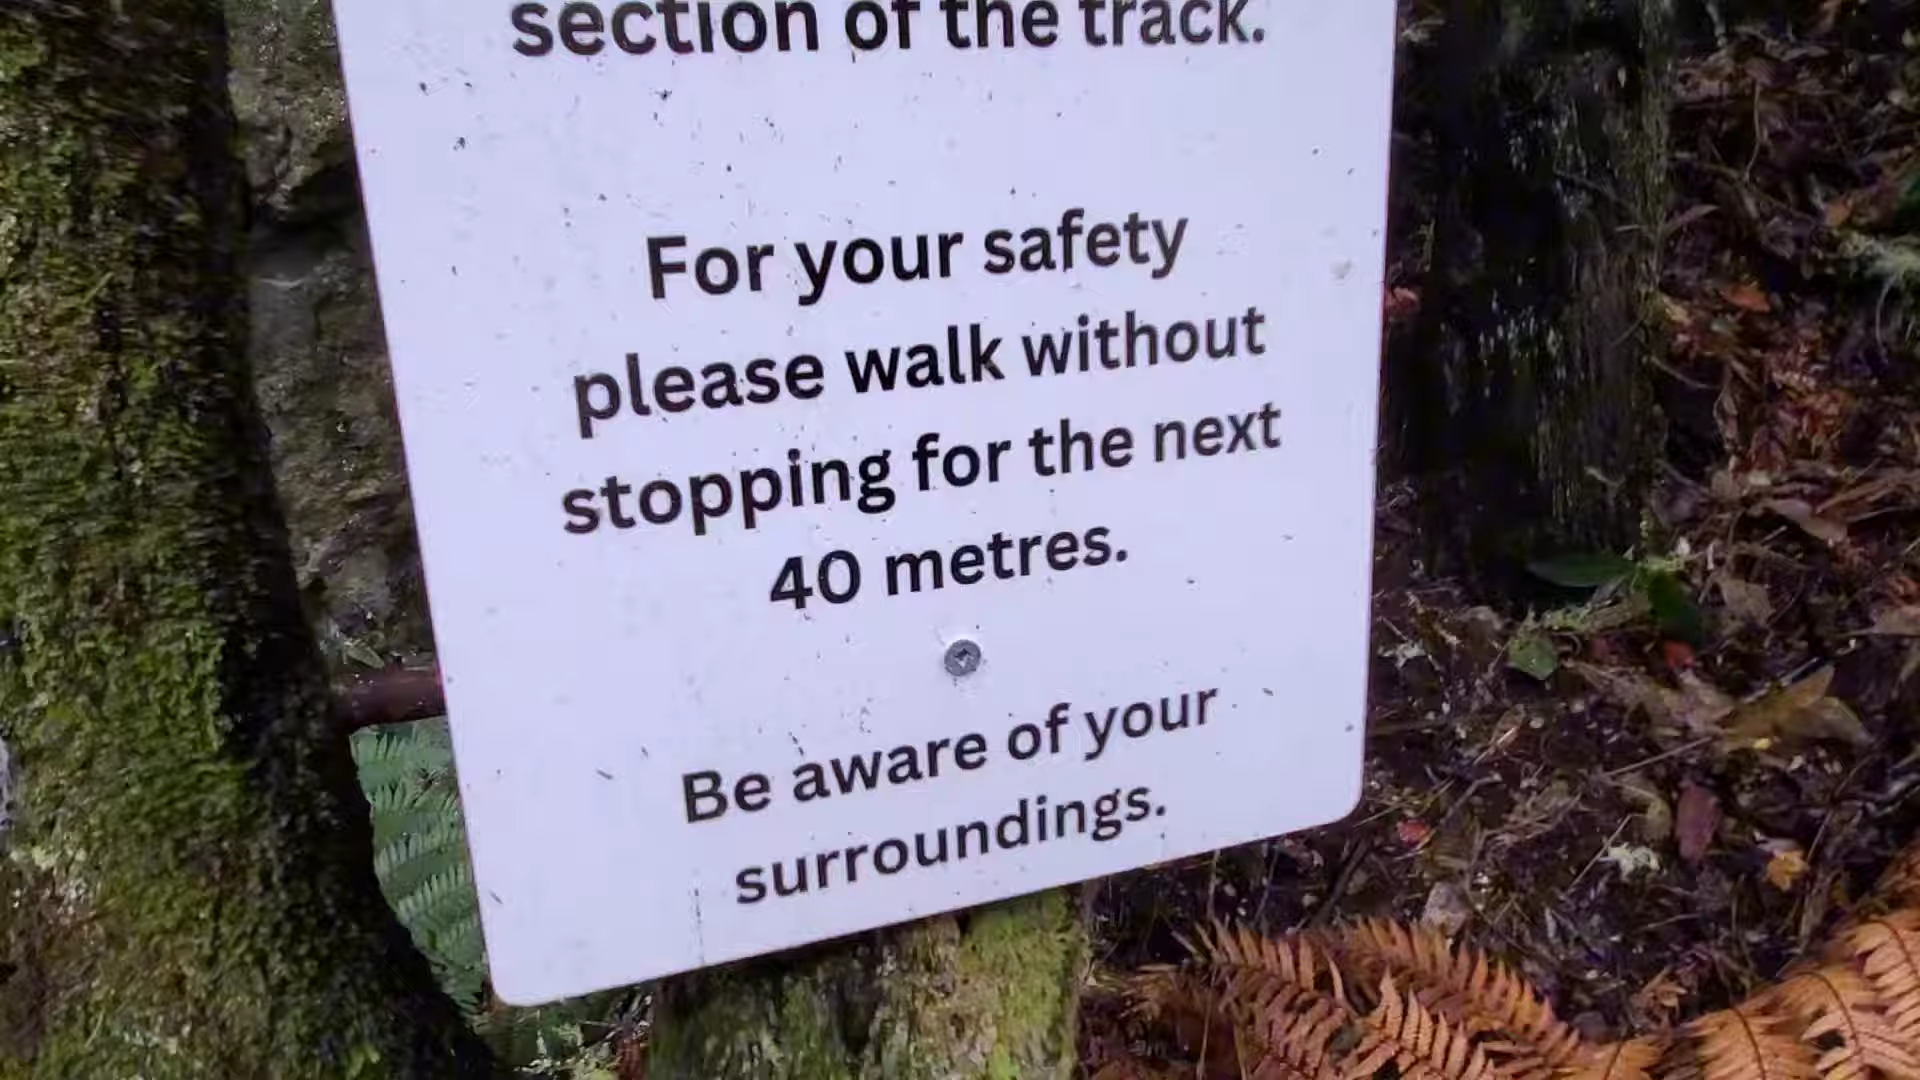 section of the track.
For your safety
please walk without
stopping for the next
40 metres.
Be aware of your
surroundings.